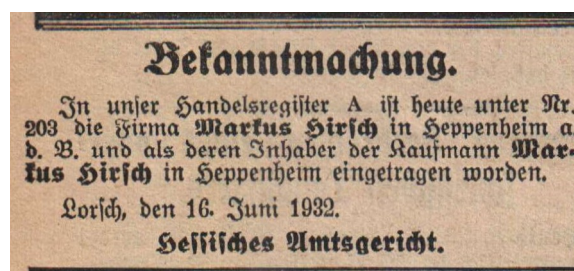 Bekanntmachung.
In unser Handelsregister A ist heute unter Nr.
203 die Firma Markus Hirsch in Heppenheim a.
d. B. und als deren Inhaber der Kaufmann Mar-
kus Hirsch in Heppenheim eingetragen worden.
Lorsch, den 16. Juni 1932.
Hessisches Amtsgericht.